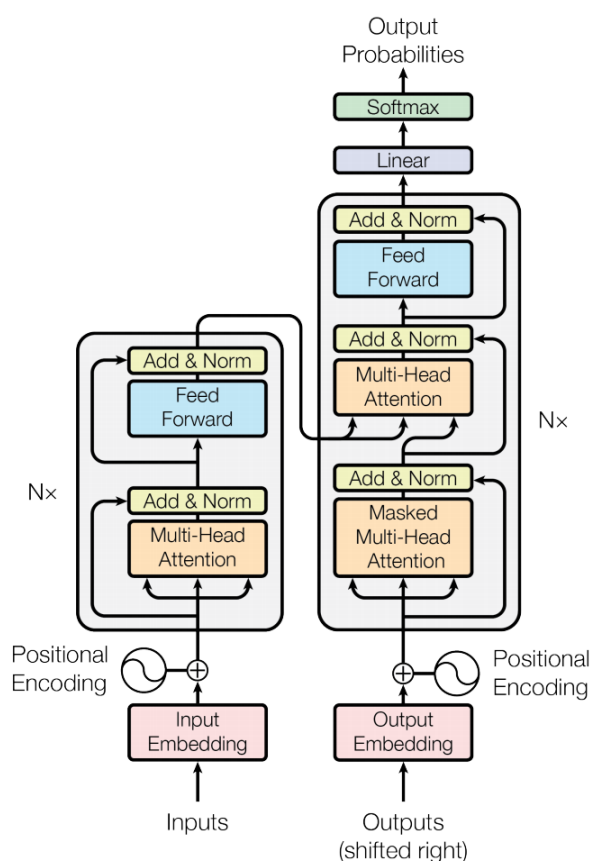 Output
Probabilities
Softmax
Linear
Add & Norm
Feed
Forward
Add & Norm
Multi-Head
Attention
Add & Norm
Masked
Multi-Head
Attention
N×
Add & Norm
Feed
Forward
Add & Norm
Multi-Head
Attention
N×
Positional
Encoding
Positional
Encoding
Input
Embedding
Output
Embedding
Inputs
Outputs
(shifted right)